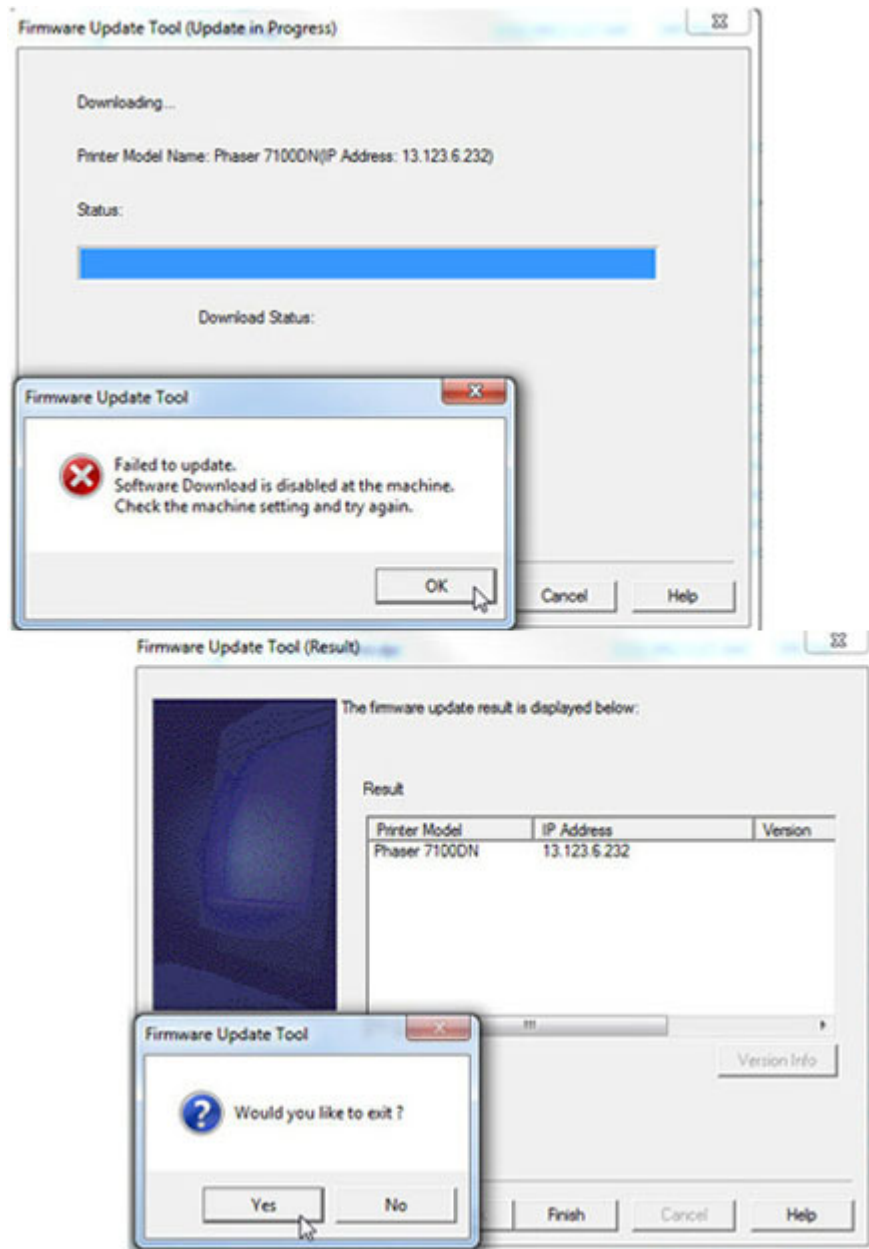 Firmware Update Tool (Update in Progress)
Downloading...
Printer Model Name: Phaser 7100DN(IP Address: 13.123.6.232)
Status:
Download Status:
Firmware Update Tool
Failed to update.
Software Download is disabled at the machine.
Check the machine setting and try again.
OK
Cancel
Help
Firmware Update Tool (Result)
The firmware update result is displayed below:
Result
Printer Model
IP Address
Version
Phaser 7100DN
13.123.6.232
Version Info
Firmware Update Tool
Would you like to exit ?
Yes
No
Finish
Cancel
Help